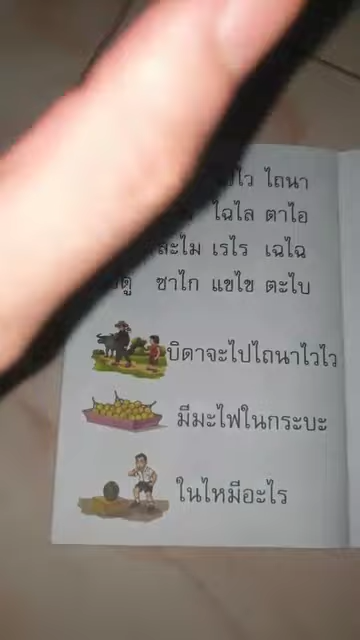 ไว ไถนา
ไฉไล ตาไอ
สะไม เรไร เฉไฉ
ซาไก แขไข ตะไบ
บิดาจะไปไถนาไวไว
มีมะไฟในกระบะ
ในไหมีอะไร